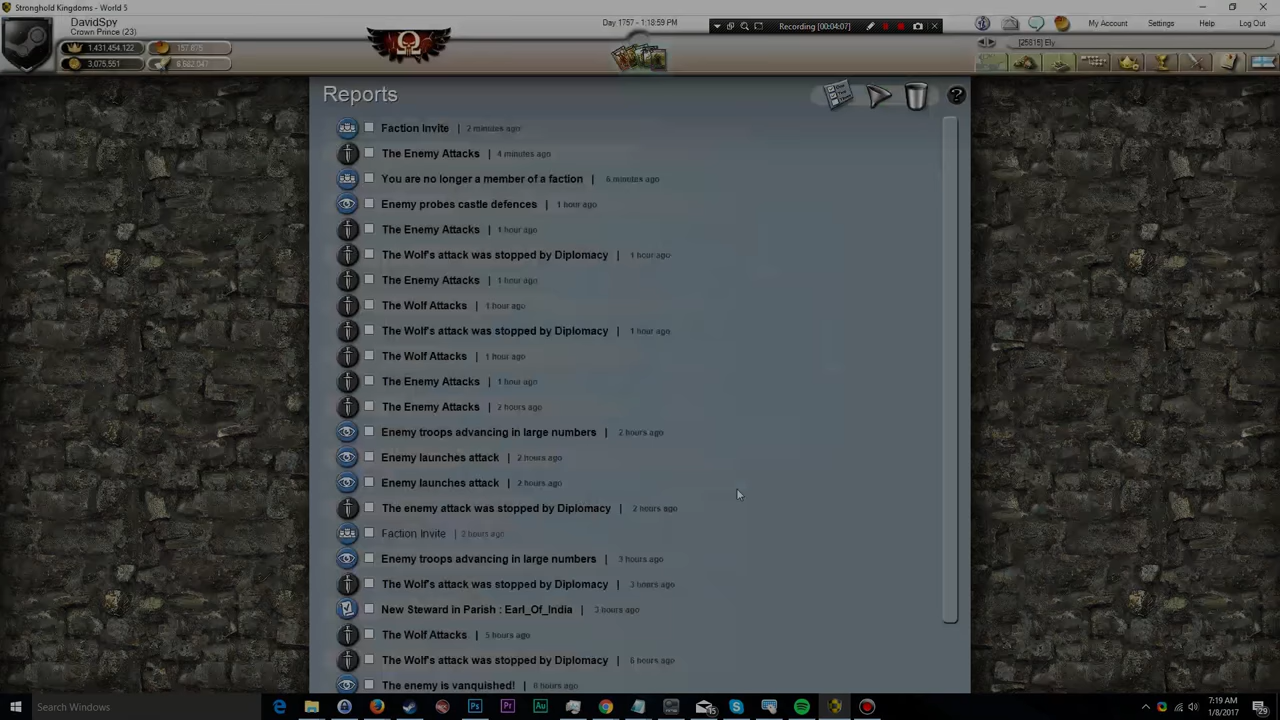 Stronghold Kingdoms - World 5
DavidSpy
Crown Prince (23)
1,431,454,122
157,675
3,075,551
Day 1757 - 1:18:59 PM
Recording [00:04:07]
My Account
Settings
Help
Log Out
[25816] Ely
Reports
Faction Invite | 2 minutes ago
The Enemy Attacks | 4 minutes ago
You are no longer a member of a faction | 6 minutes ago
Enemy probes castle defences | 1 hour ago
The Enemy Attacks | 1 hour ago
The Wolf's attack was stopped by Diplomacy | 1 hour ago
The Enemy Attacks | 1 hour ago
The Wolf Attacks | 1 hour ago
The Wolf's attack was stopped by Diplomacy | 1 hour ago
The Wolf Attacks | 1 hour ago
The Enemy Attacks | 1 hour ago
The Enemy Attacks | 2 hours ago
Enemy troops advancing in large numbers | 2 hours ago
Enemy launches attack | 2 hours ago
Enemy launches attack | 2 hours ago
The enemy attack was stopped by Diplomacy | 2 hours ago
Faction Invite | 2 hours ago
Enemy troops advancing in large numbers | 3 hours ago
The Wolf's attack was stopped by Diplomacy | 3 hours ago
New Steward in Parish : Earl_Of_India | 3 hours ago
The Wolf Attacks | 5 hours ago
The Wolf's attack was stopped by Diplomacy | 6 hours ago
The enemy is vanquished! | 6 hours ago
Search Windows
7:19 AM
1/8/2017